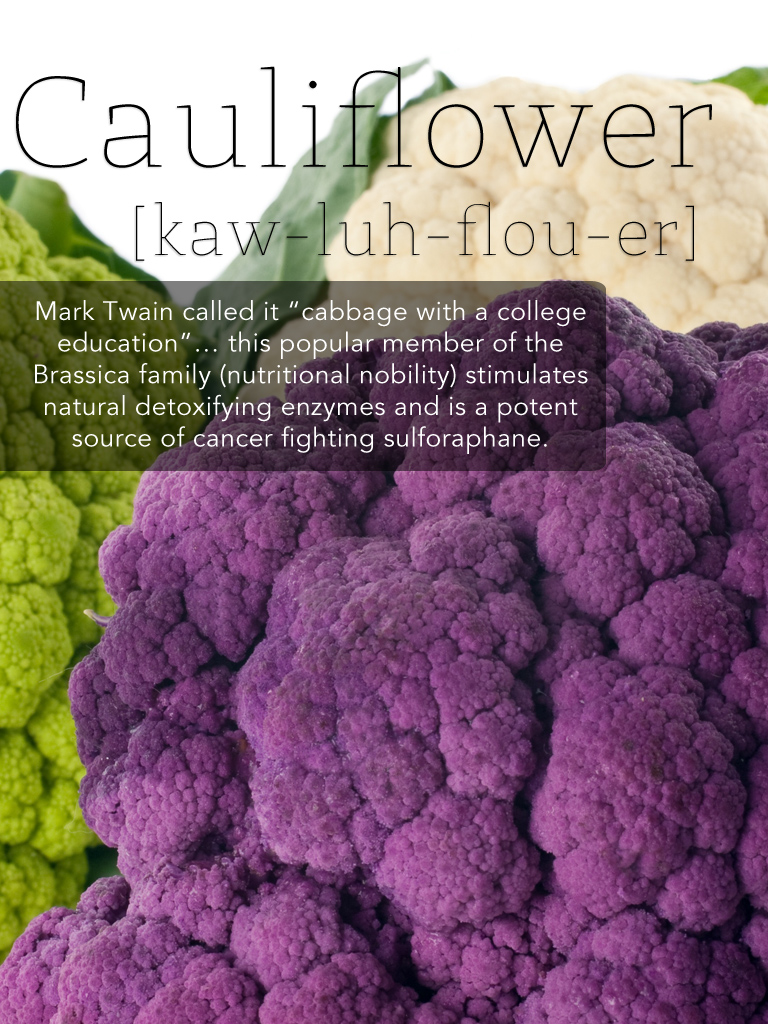 Cauliflower
[kaw-luh-flou-er]
Mark Twain called it “cabbage with a college
education“... this popular member of the
Brassica family (nutritional nobility) stimulates
natural detoxifying enzymes and is a potent
source of cancer fighting sulforaphane.